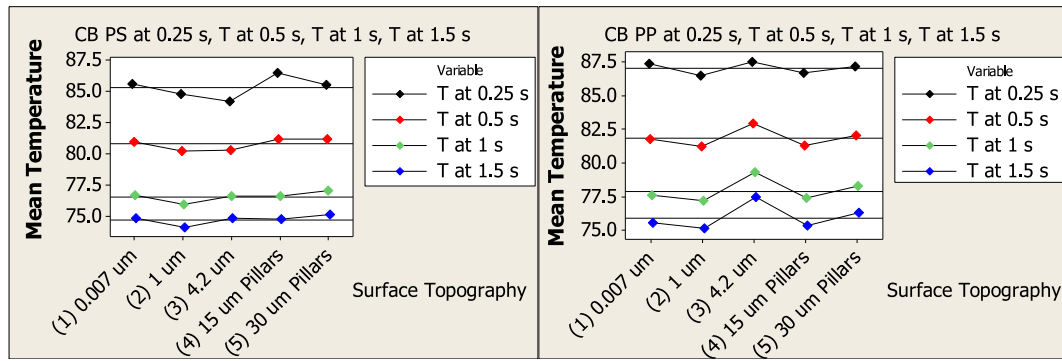 CB PS at 0.25 s, T at 0.5 s, T at 1 s, T at 1.5 s
Mean Temperature
87.5
85.0
82.5
80.0
77.5
75.0
Variable
T at 0.25 s
T at 0.5 s
T at 1 s
T at 1.5 s
(1) 0.007 um
(2) 1 um
(3) 4.2 um
(4) 15 um Pillars
(5) 30 um Pillars
Surface Topography
CB PP at 0.25 s, T at 0.5 s, T at 1 s, T at 1.5 s
Mean Temperature
87.5
85.0
82.5
80.0
77.5
75.0
Variable
T at 0.25 s
T at 0.5 s
T at 1 s
T at 1.5 s
(1) 0.007 um
(2) 1 um
(3) 4.2 um
(4) 15 um Pillars
(5) 30 um Pillars
Surface Topography